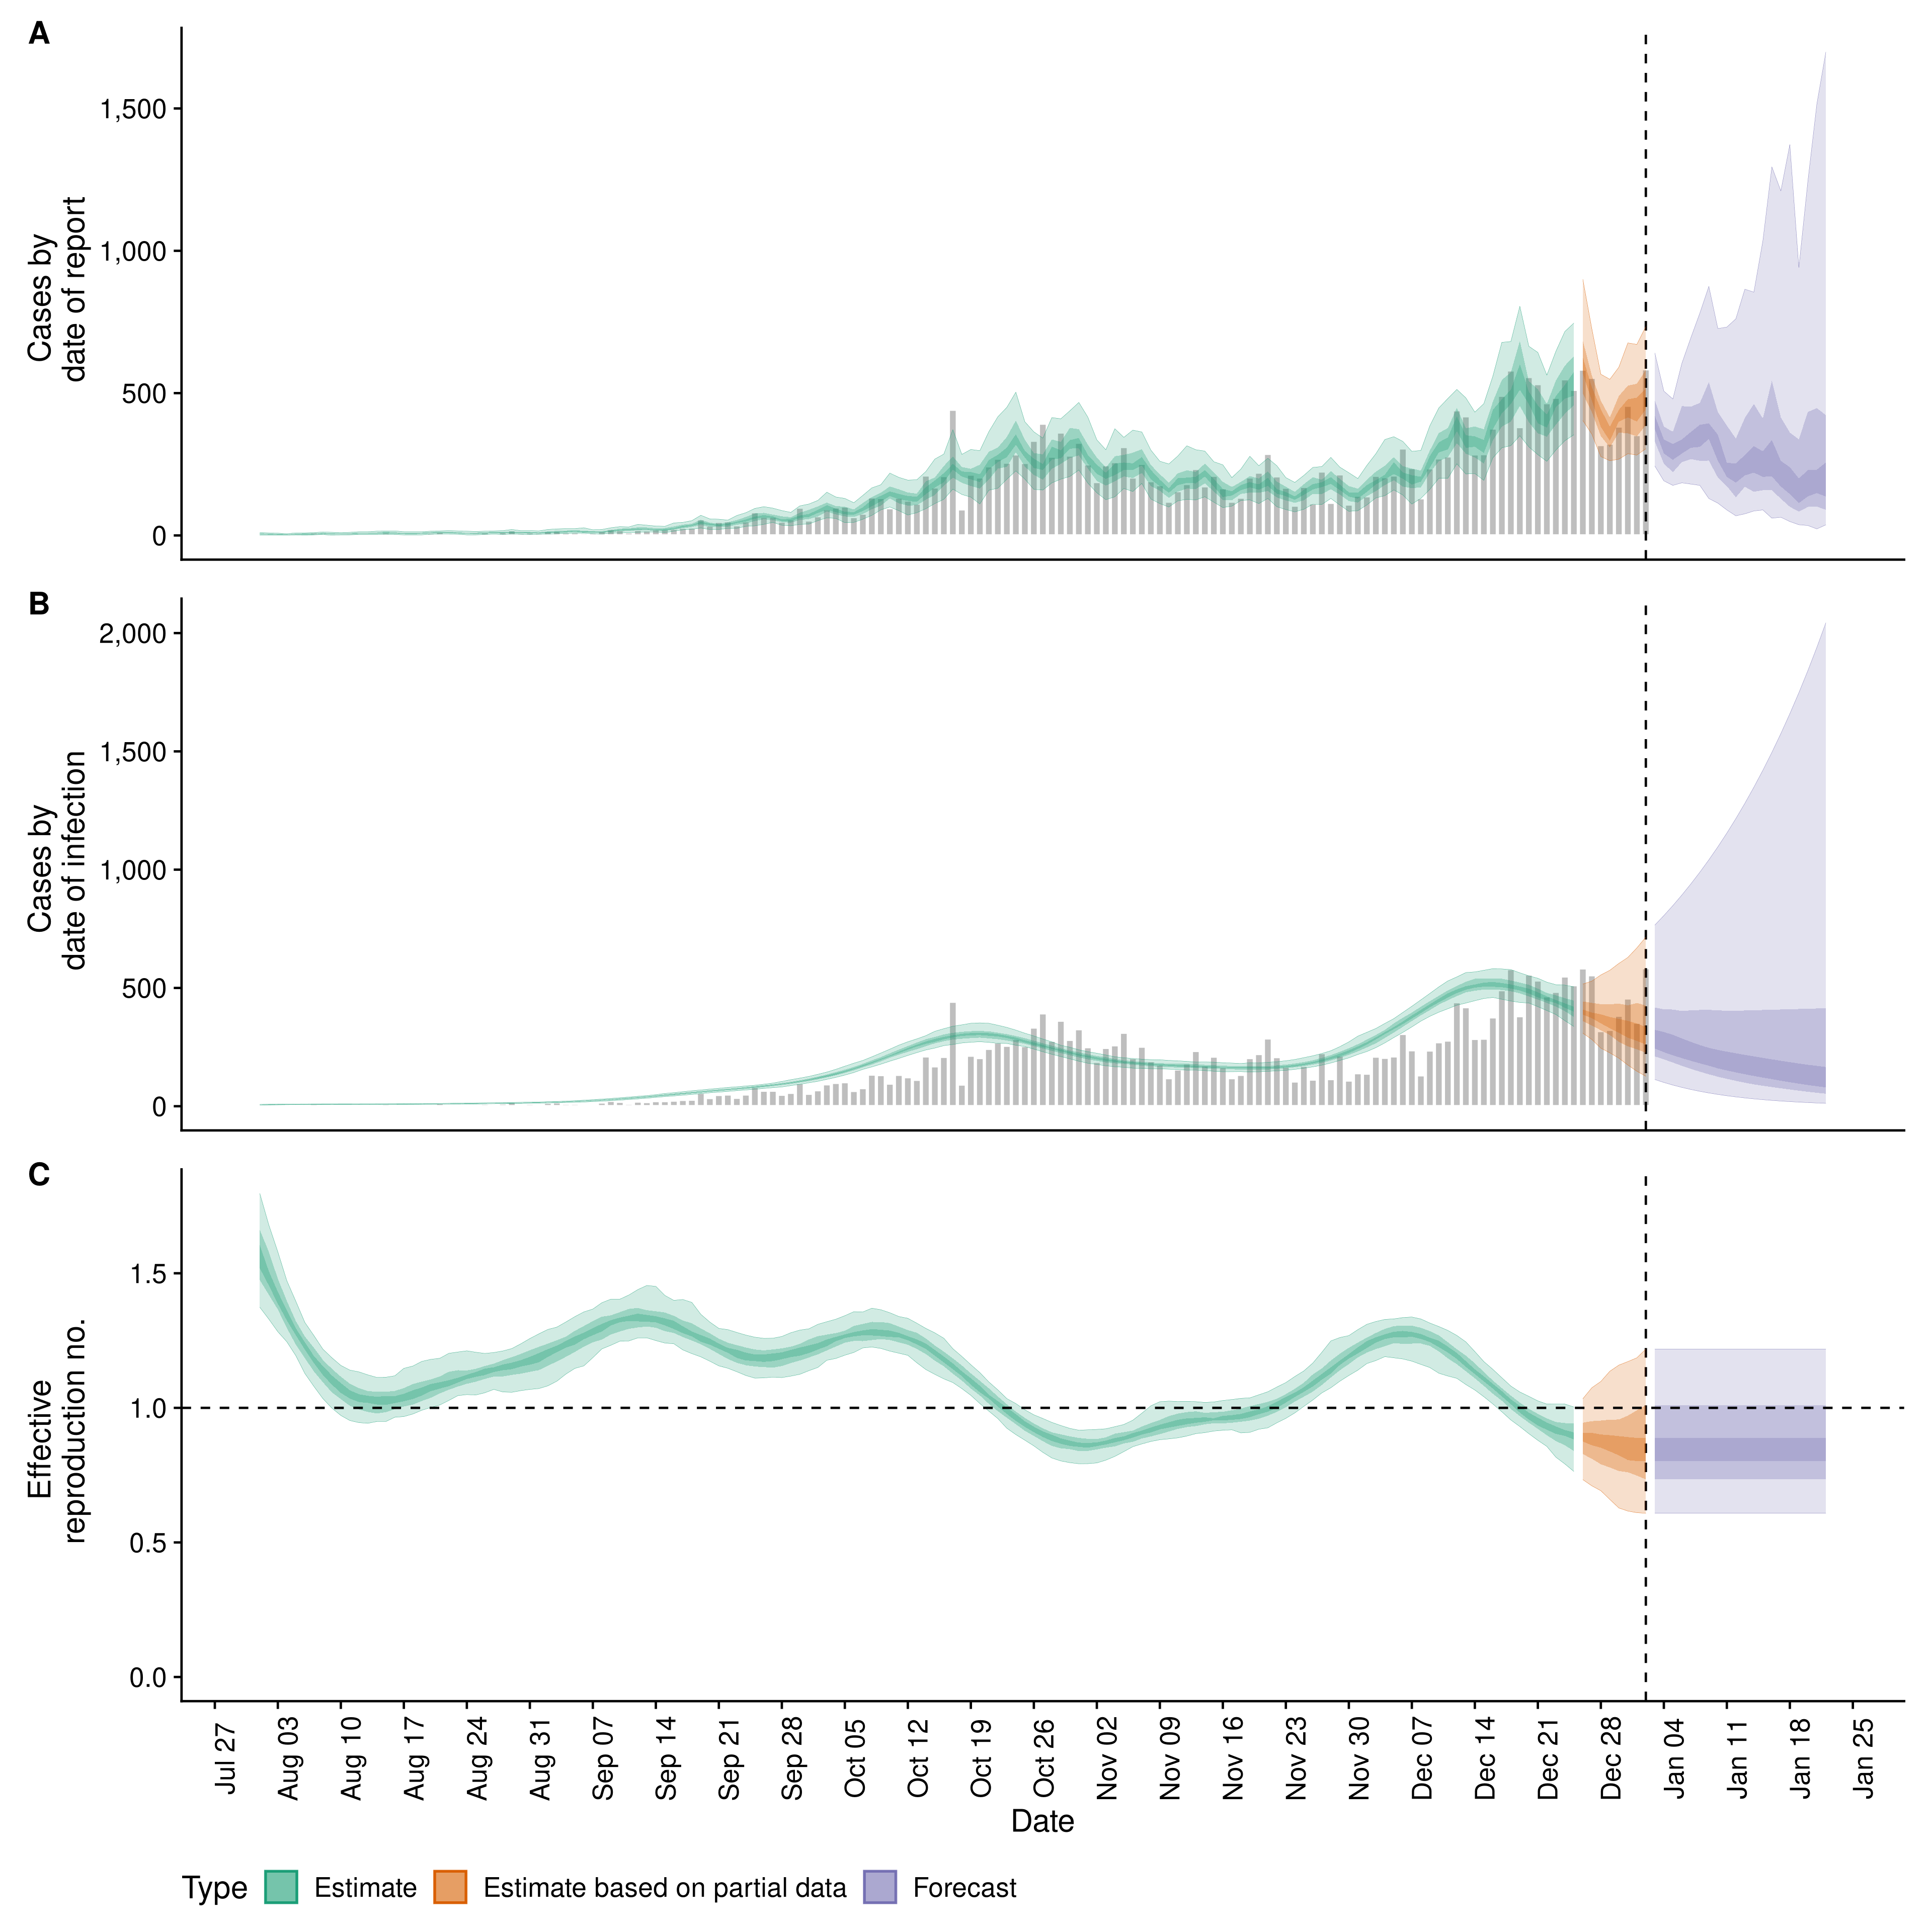 A
1,500
1,000
500
0
Cases by
date of report
B
2,000
1,500
1,000
500
0
Cases by
date of infection
C
1.5
1.0
0.5
0.0
Effective
reproduction no.
Jul 27
Aug 03
Aug 10
Aug 17
Aug 24
Aug 31
Sep 07
Sep 14
Sep 21
Sep 28
Oct 05
Oct 12
Oct 19
Oct 26
Nov 02
Nov 09
Nov 16
Nov 23
Nov 30
Dec 07
Dec 14
Dec 21
Dec 28
Jan 04
Jan 11
Jan 18
Jan 25
Date
Type Estimate Estimate based on partial data Forecast